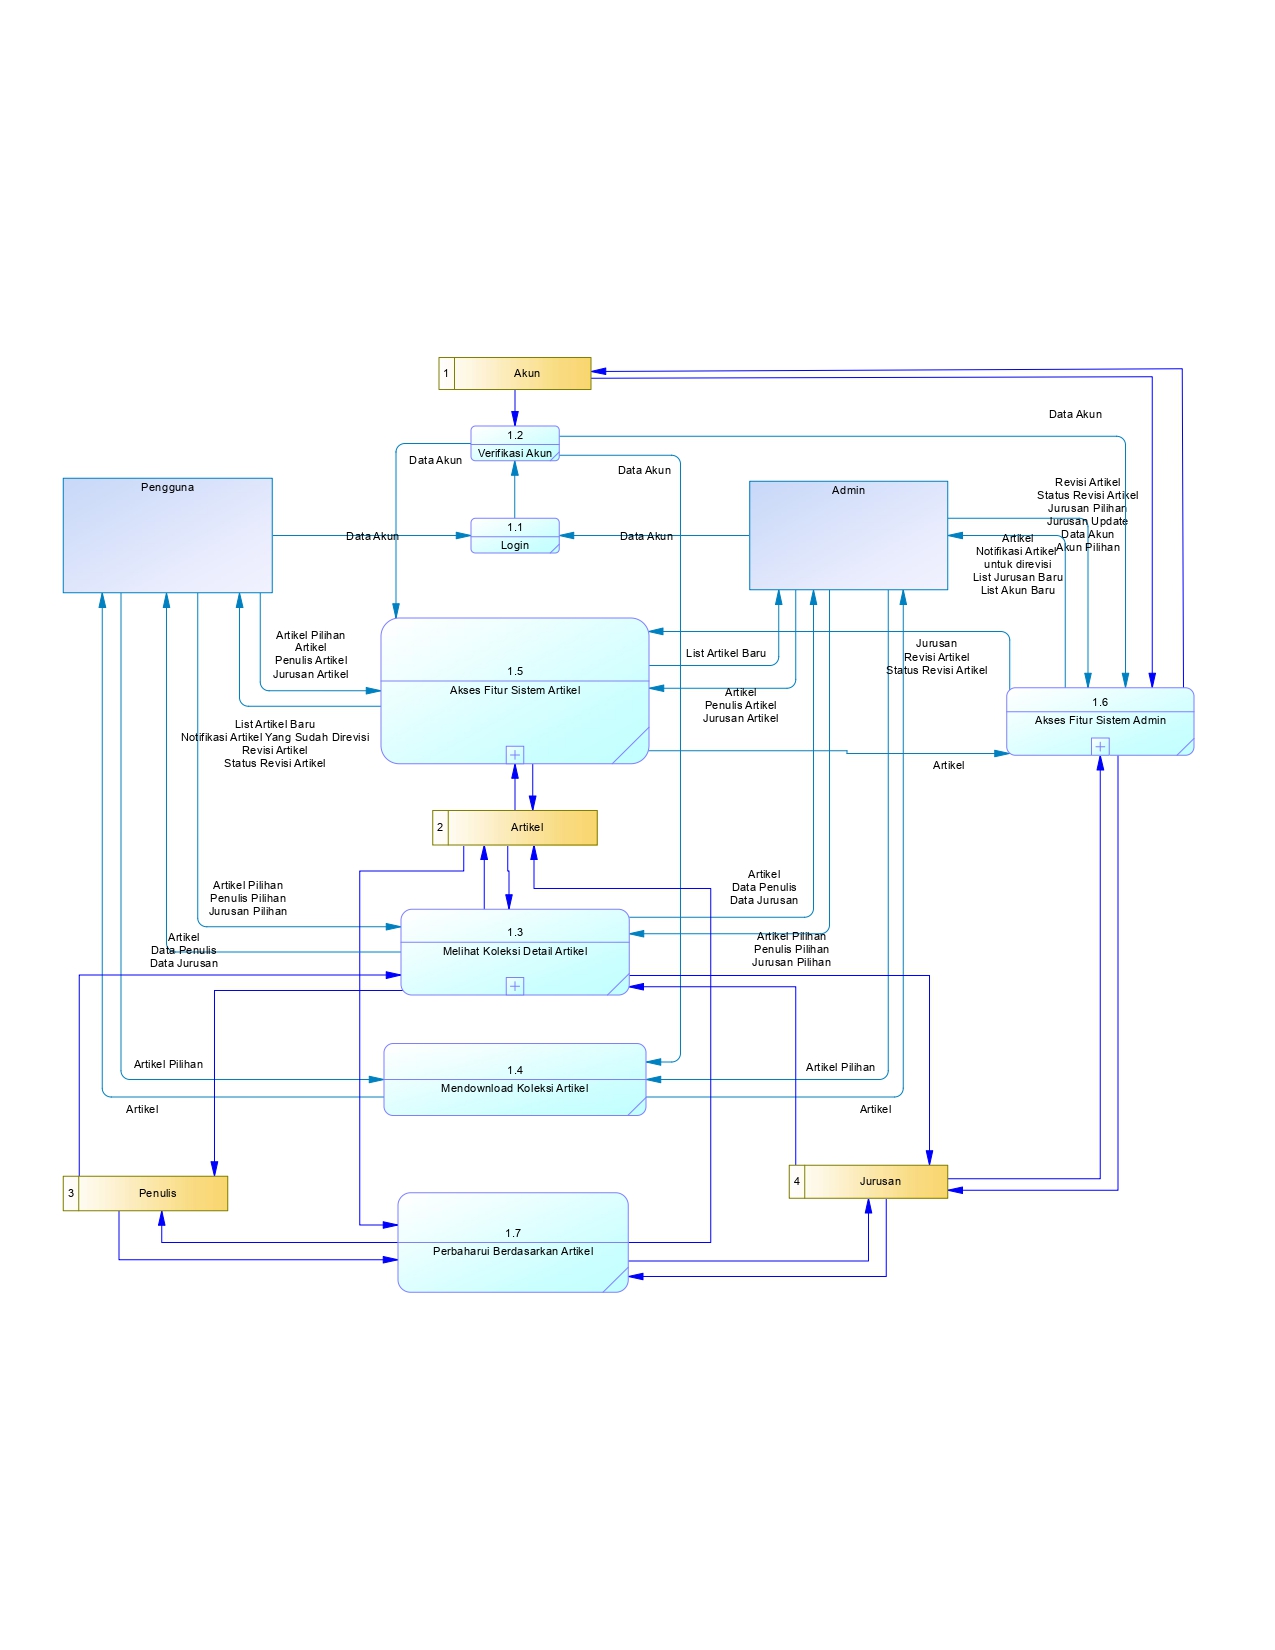 1
Akun
Data Akun
1.2
Verifikasi Akun
Data Akun
Data Akun
Pengguna
Admin
Revisi Artikel
Status Revisi Artikel
Jurusan Pilihan
Jurusan Update
Data Akun
Akun Pilihan
1.1
Login
Data Akun
Data Akun
Artikel
Notifikasi Artikel
untuk direvisi
List Jurusan Baru
List Akun Baru
Artikel Pilihan
Artikel
Penulis Artikel
Jurusan Artikel
1.5
Akses Fitur Sistem Artikel
List Artikel Baru
Jurusan
Revisi Artikel
Status Revisi Artikel
Artikel
Penulis Artikel
Jurusan Artikel
1.6
Akses Fitur Sistem Admin
List Artikel Baru
Notifikasi Artikel Yang Sudah Direvisi
Revisi Artikel
Status Revisi Artikel
Artikel
2
Artikel
Artikel Pilihan
Penulis Pilihan
Jurusan Pilihan
Artikel
Data Penulis
Data Jurusan
1.3
Melihat Koleksi Detail Artikel
Artikel
Data Penulis
Data Jurusan
Artikel Pilihan
Penulis Pilihan
Jurusan Pilihan
Artikel Pilihan
1.4
Mendownload Koleksi Artikel
Artikel Pilihan
Artikel
Artikel
3
Penulis
4
Jurusan
1.7
Perbaharui Berdasarkan Artikel